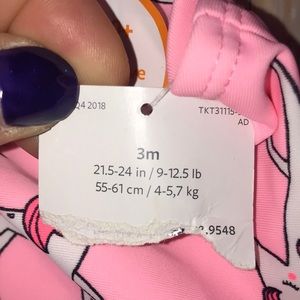 +
Q4 2018
TKT31115-
AD
3m
21.5-24 in / 9-12.5 lb
55-61 cm / 4-5,7 kg
.9548